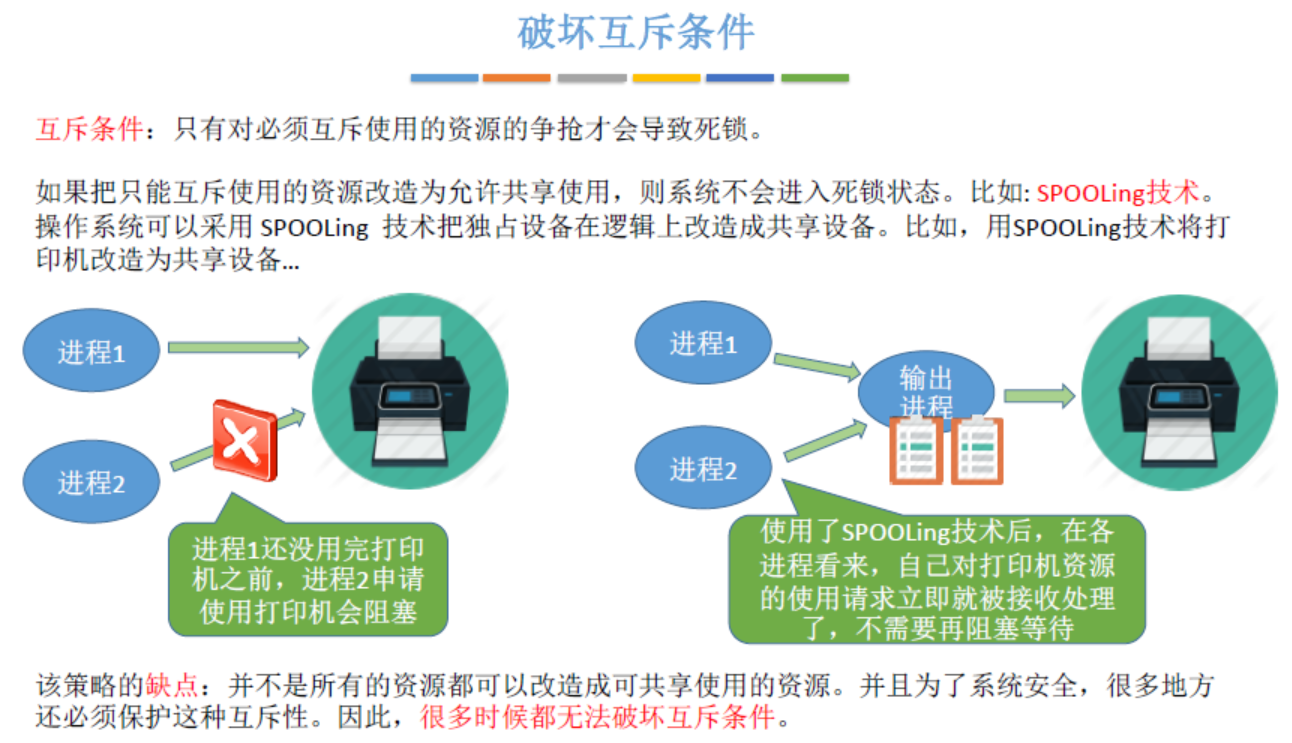 破坏互斥条件
互斥条件：只有对必须互斥使用的资源的争抢才会导致死锁。
如果把只能互斥使用的资源改造为允许共享使用，则系统不会进入死锁状态。比如: SPOOLing技术。
操作系统可以采用 SPOOLing 技术把独占设备在逻辑上改造成共享设备。比如，用SPOOLing技术将打
印机改造为共享设备...
进程1
进程2
进程1还没用完打印
机之前，进程2申请
使用打印机会阻塞
进程1
进程2
输出
进程
使用了SPOOLing技术后，在各
进程看来，自己对打印机资源
的使用请求立即就被接收处理
了，不需要再阻塞等待
该策略的缺点：并不是所有的资源都可以改造成可共享使用的资源。并且为了系统安全，很多地方
还必须保护这种互斥性。因此，很多时候都无法破坏互斥条件。